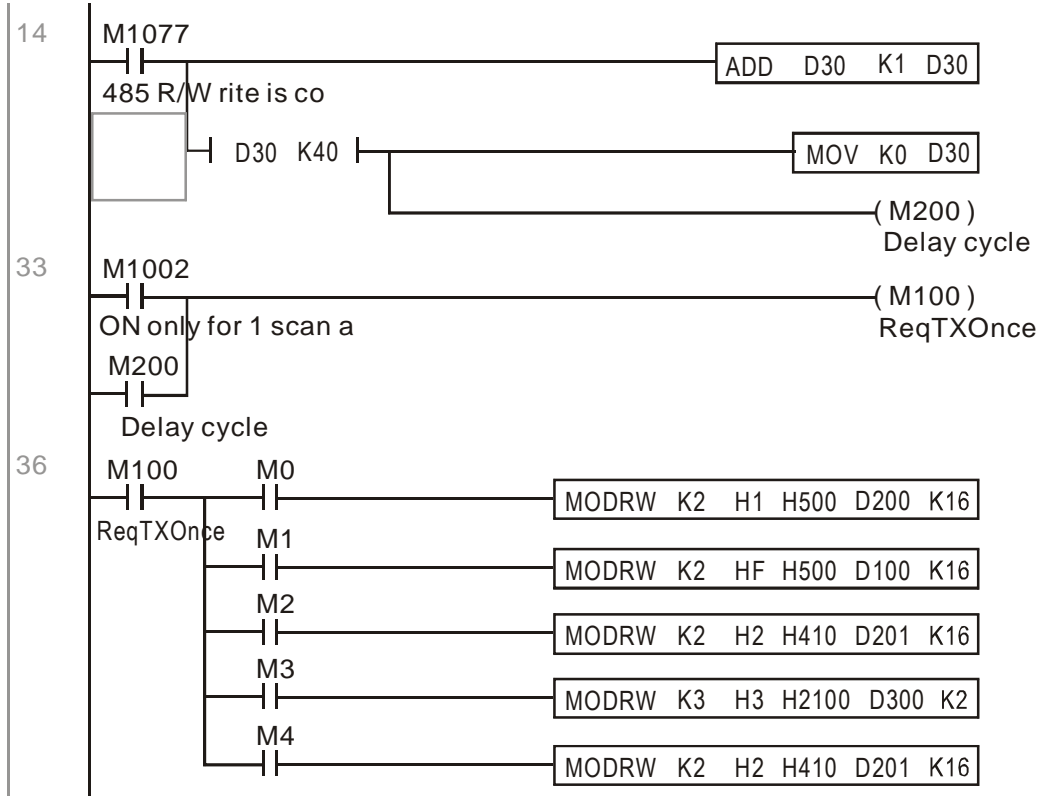 14
M1077
ADD D30 K1 D30
485 R/W rite is co
D30 K40
MOV K0 D30
( M200 )
Delay cycle
33
M1002
( M100 )
ON only for 1 scan a
ReqTXOnce
M200
Delay cycle
36
M100 M0
MODRW K2 H1 H500 D200 K16
ReqTXOnce
M1
MODRW K2 HF H500 D100 K16
M2
MODRW K2 H2 H410 D201 K16
M3
MODRW K3 H3 H2100 D300 K2
M4
MODRW K2 H2 H410 D201 K16